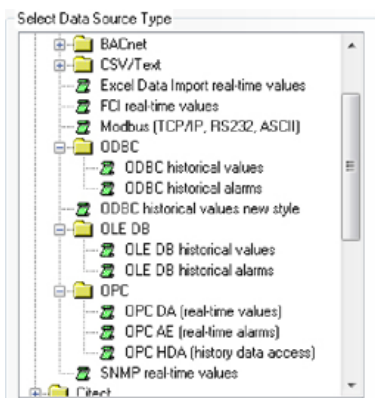 Select Data Source Type
BACnet
CSV/Text
Excel Data Import real-time values
FCI real-time values
Modbus (TCP/IP, RS232, ASCII)
ODBC
ODBC historical values
ODBC historical alarms
ODBC historical values new style
OLE DB
OLE DB historical values
OLE DB historical alarms
OPC
OPC DA (real-time values)
OPC AE (real-time alarms)
OPC HDA (history data access)
SNMP real-time values
Citect